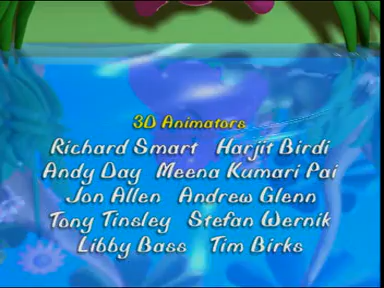 3D Animators
Richard Smart Harjit Birdi
Andy Day Meena Kumari Pai
Jon Allen Andrew Glenn
Tony Tinsley Stefan Wernik
Libby Bass Tim Birks